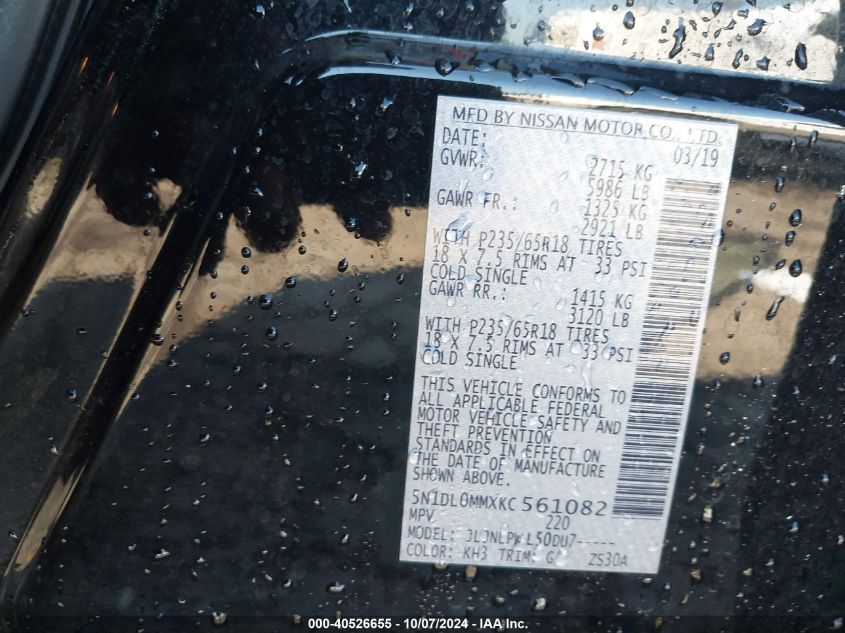 MFD BY NISSAN MOTOR CO., LTD.
DATE: 03/19
GVWR: 2715 KG
5986 LB
GAWR FR.: 1325 KG
2921 LB
WITH P235/65R18 TIRES
18 X 7.5 RIMS AT 33 PSI
COLD SINGLE
GAWR RR.: 1415 KG
3120 LB
WITH P235/65R18 TIRES
18 X 7.5 RIMS AT 33 PSI
COLD SINGLE
THIS VEHICLE CONFORMS TO
ALL APPLICABLE FEDERAL
MOTOR VEHICLE SAFETY AND
THEFT PREVENTION
STANDARDS IN EFFECT ON
THE DATE OF MANUFACTURE
SHOWN ABOVE.
5N1DL0MMXKC561082
MPV 220
MODEL:
COLOR: KH3 TRIM: G ZS30A
000-40526655 - 10/07/2024 - IAA Inc.